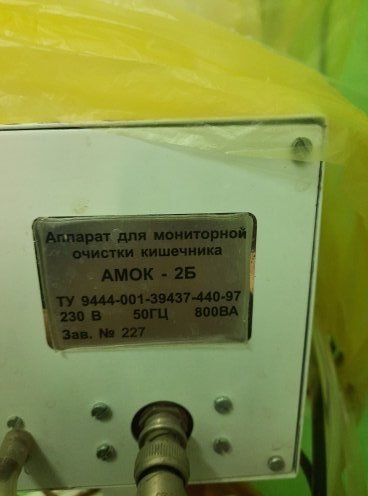 Аппарат для мониторной
очистки кишечника
АМОК - 2Б
ТУ 9444-001-39437-440-97
230 В 50ГЦ 800ВА
Зав. № 227